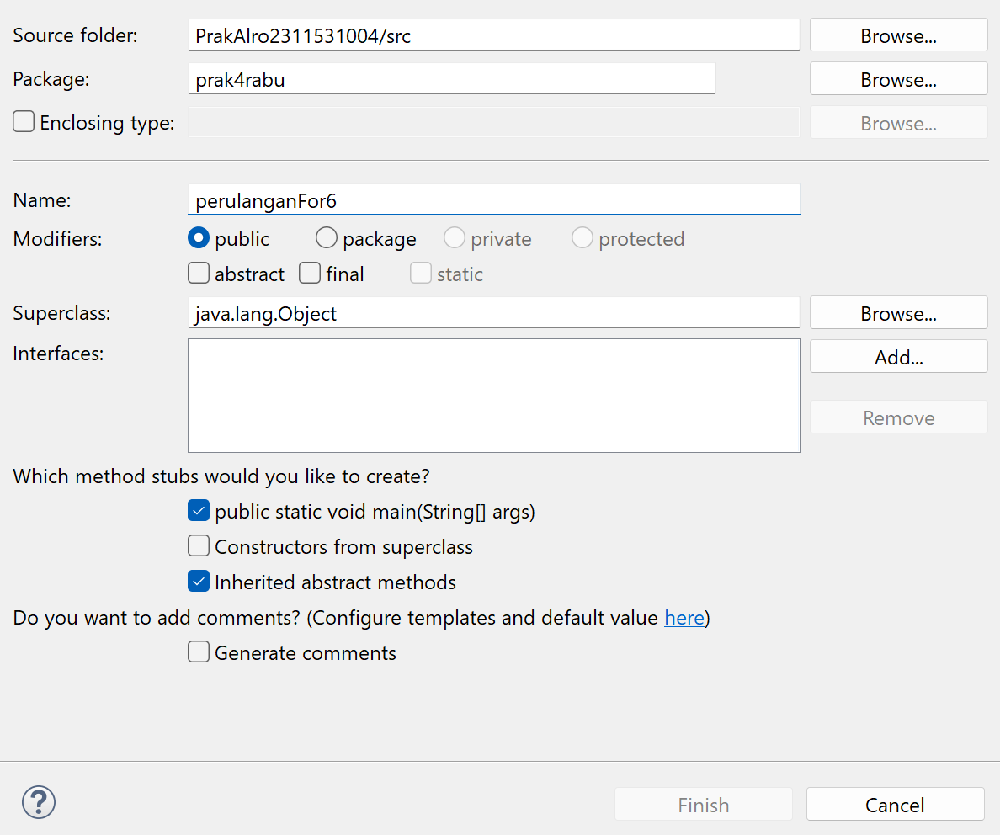 Source folder: PrakAlro2311531004/src Browse...
Package: prak4rabu Browse...
Enclosing type: Browse...
Name: perulanganFor6
Modifiers: public package private protected
abstract final static
Superclass: java.lang.Object Browse...
Interfaces: Add...
Remove
Which method stubs would you like to create?
public static void main(String[] args)
Constructors from superclass
Inherited abstract methods
Do you want to add comments? (Configure templates and default value here)
Generate comments
? Finish Cancel